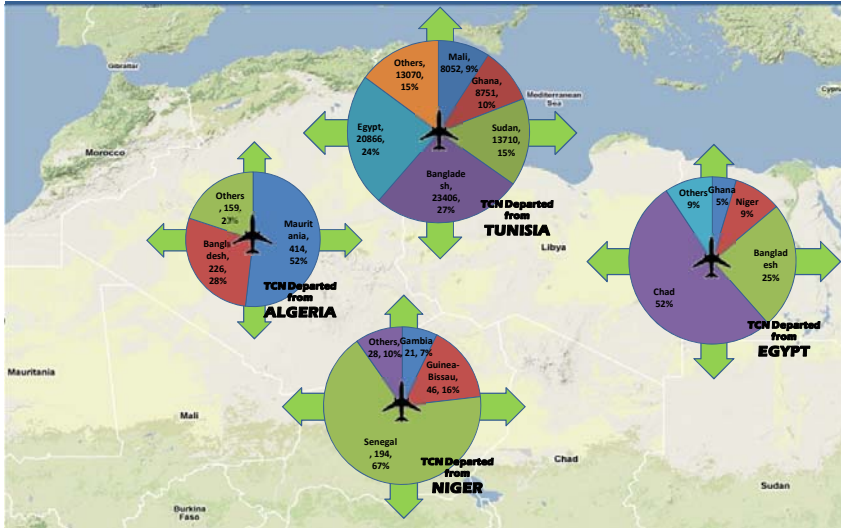 Gibraltar
Morocco
Mediterranean
Sea
Cypru
Libya
Mauritania
Mali
Burkina
Faso
Chad
Sudan
Others,
13070,
15%
Mali,
8052, 9%
Ghana,
8751,
10%
Sudan,
13710,
15%
Banglade
sh,
23406,
27%
Egypt,
20866,
24%
TCN Departed
from
TUNISIA
Others
, 159,
Maurit
ania,
414,
52%
Bangla
desh,
226,
28%
TCN Departed
from
ALGERIA
Others
9%
Ghana
5%
Niger
9%
Banglad
esh
25%
Chad
52%
TCN Departed
from
EGYPT
Others,
28, 10%
Gambia
21, 7%
Guinea-
Bissau,
46, 16%
Senegal
, 194,
67%
TCN Departed
from
NIGER